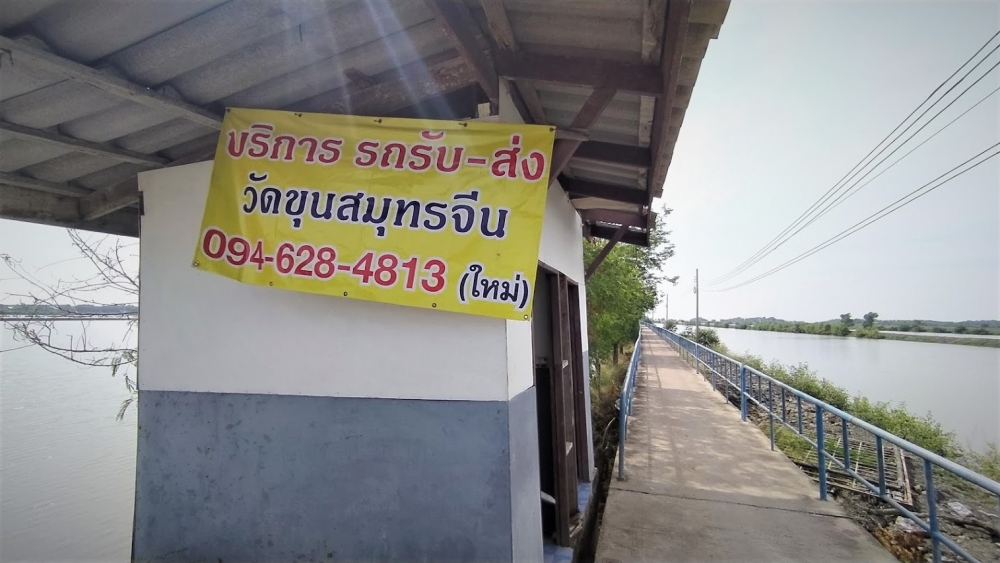 บริการ รถรับ-ส่ง
วัดขุนสมุทรจีน
094-628-4813 (ใหม่)